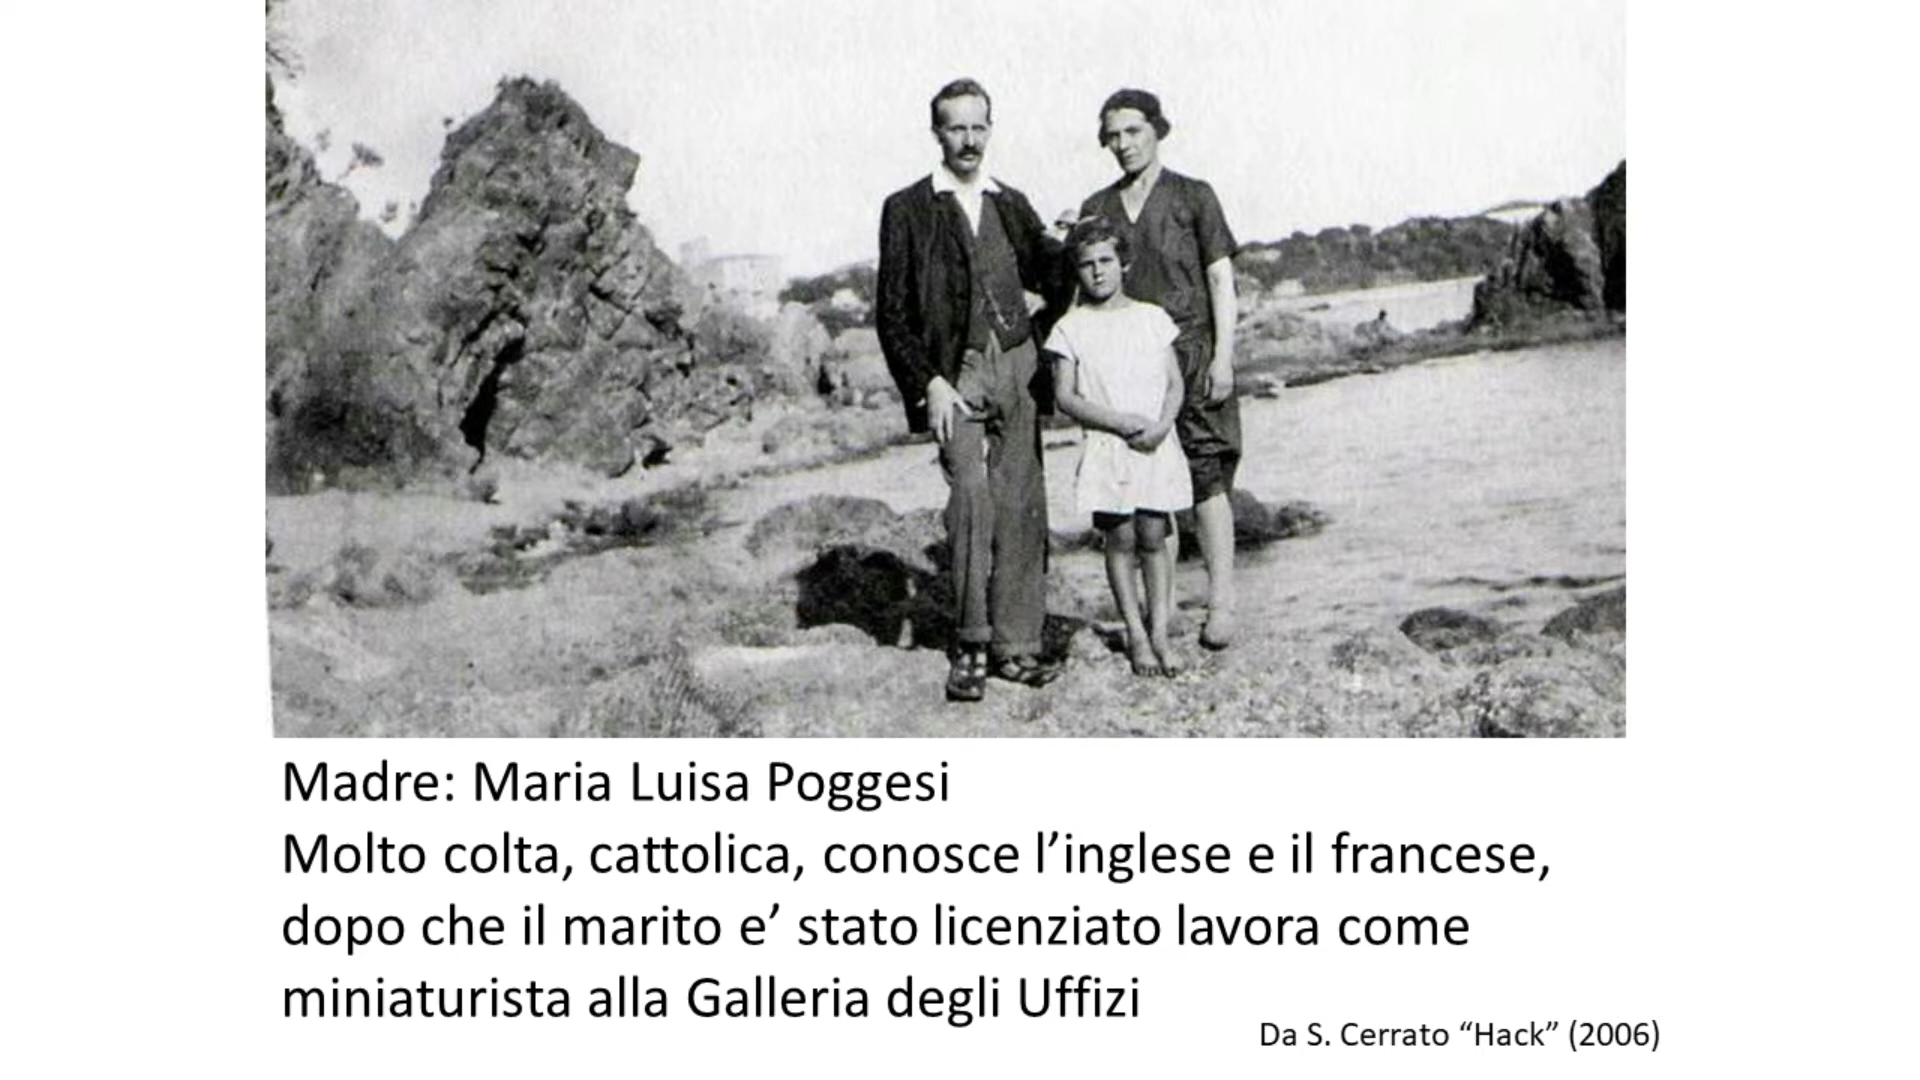 Madre: Maria Luisa Poggesi
Molto colta, cattolica, conosce l’inglese e il francese,
dopo che il marito e’ stato licenziato lavora come
miniaturista alla Galleria degli Uffizi
Da S. Cerrato “Hack” (2006)